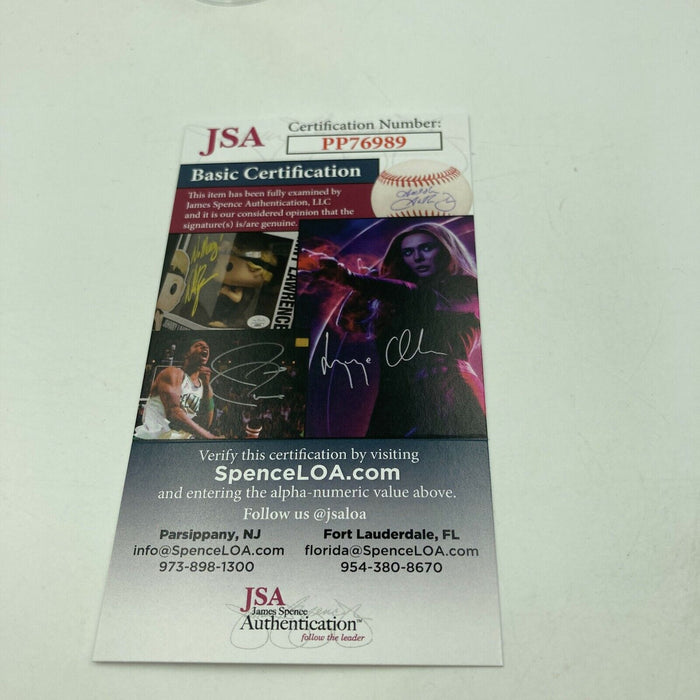 JSA
Certification Number:
PP76989
Basic Certification
This item has been fully examined by
James Spence Authentication, LLC
and it is our considered opinion that the
signature(s) is/are genuine.
LAWRENCE
Verify this certification by visiting
SpenceLOA.com
and entering the alpha-numeric value above.
Follow us @jsaloa
Parsippany, NJ
info@SpenceLOA.com
973-898-1300
Fort Lauderdale, FL
florida@SpenceLOA.com
954-380-8670
JSA
James Spence
Authentication™
follow the leader